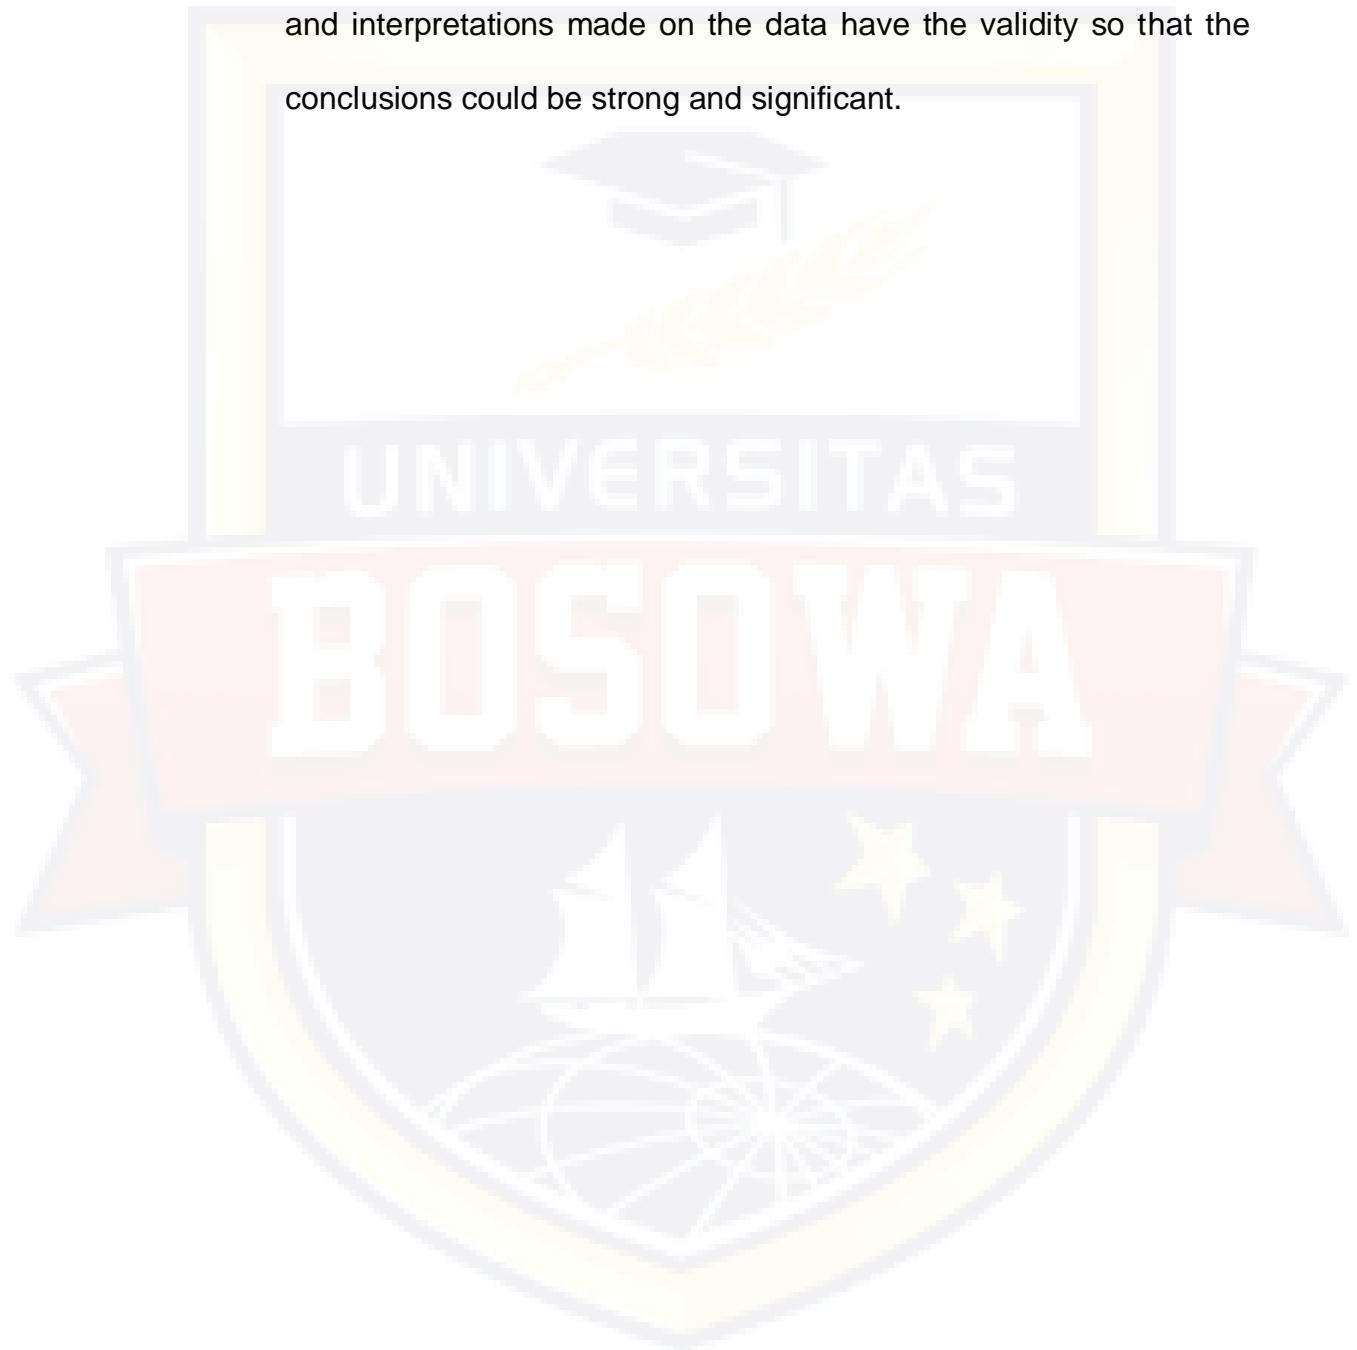 and interpretations made on the data have the validity so that the
conclusions could be strong and significant.
UNIVERSITAS
BOSOWA